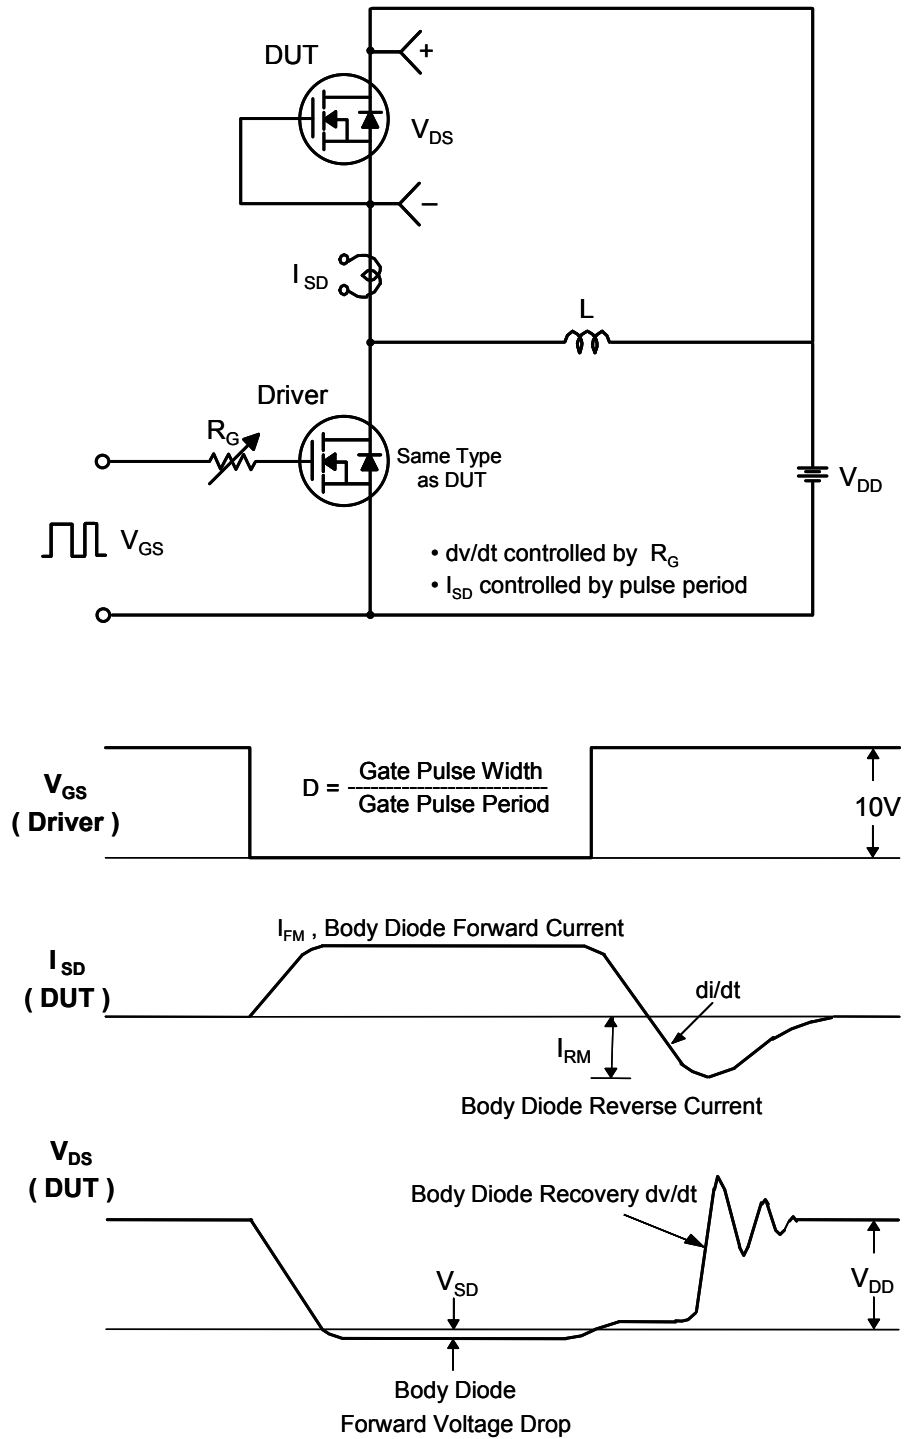 DUT
+
V_DS
−
I_SD
L
Driver
R_G
Same Type
as DUT
V_DD
V_GS
• dv/dt controlled by R_G
• I_SD controlled by pulse period
V_GS
( Driver )
D = Gate Pulse Width
Gate Pulse Period
10V
I_FM , Body Diode Forward Current
I_SD
( DUT )
di/dt
I_RM
Body Diode Reverse Current
V_DS
( DUT )
Body Diode Recovery dv/dt
V_SD
V_DD
Body Diode
Forward Voltage Drop